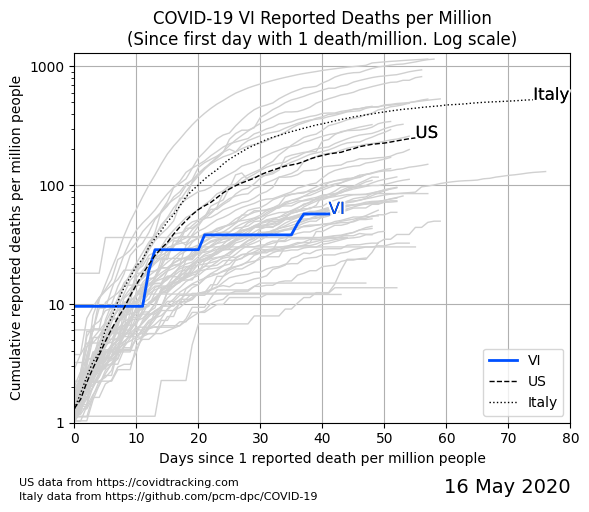 COVID-19 VI Reported Deaths per Million
(Since first day with 1 death/million. Log scale)
Cumulative reported deaths per million people
1000
100
10
1
Italy
US
VI
VI
US
Italy
0 10 20 30 40 50 60 70 80
Days since 1 reported death per million people
US data from https://covidtracking.com
Italy data from https://github.com/pcm-dpc/COVID-19
16 May 2020